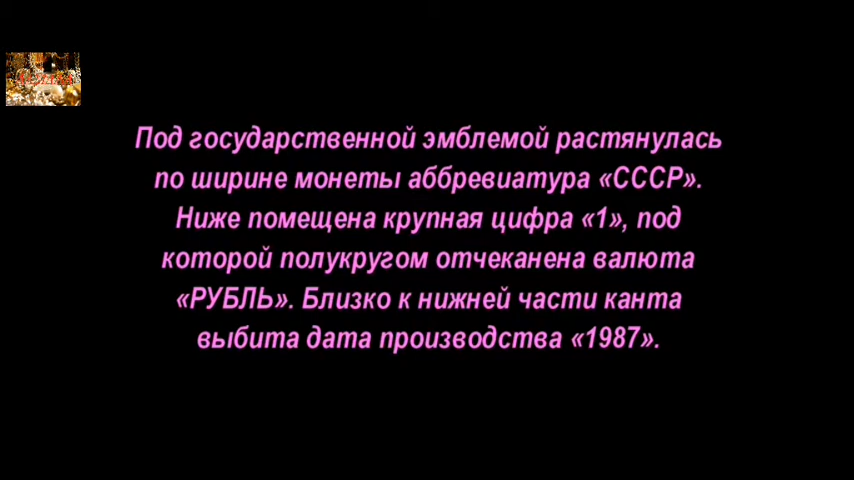 Под государственной эмблемой растянулась
по ширине монеты аббревиатура «СССР».
Ниже помещена крупная цифра «1», под
которой полукругом отчеканена валюта
«РУБЛЬ». Близко к нижней части канта
выбита дата производства «1987».